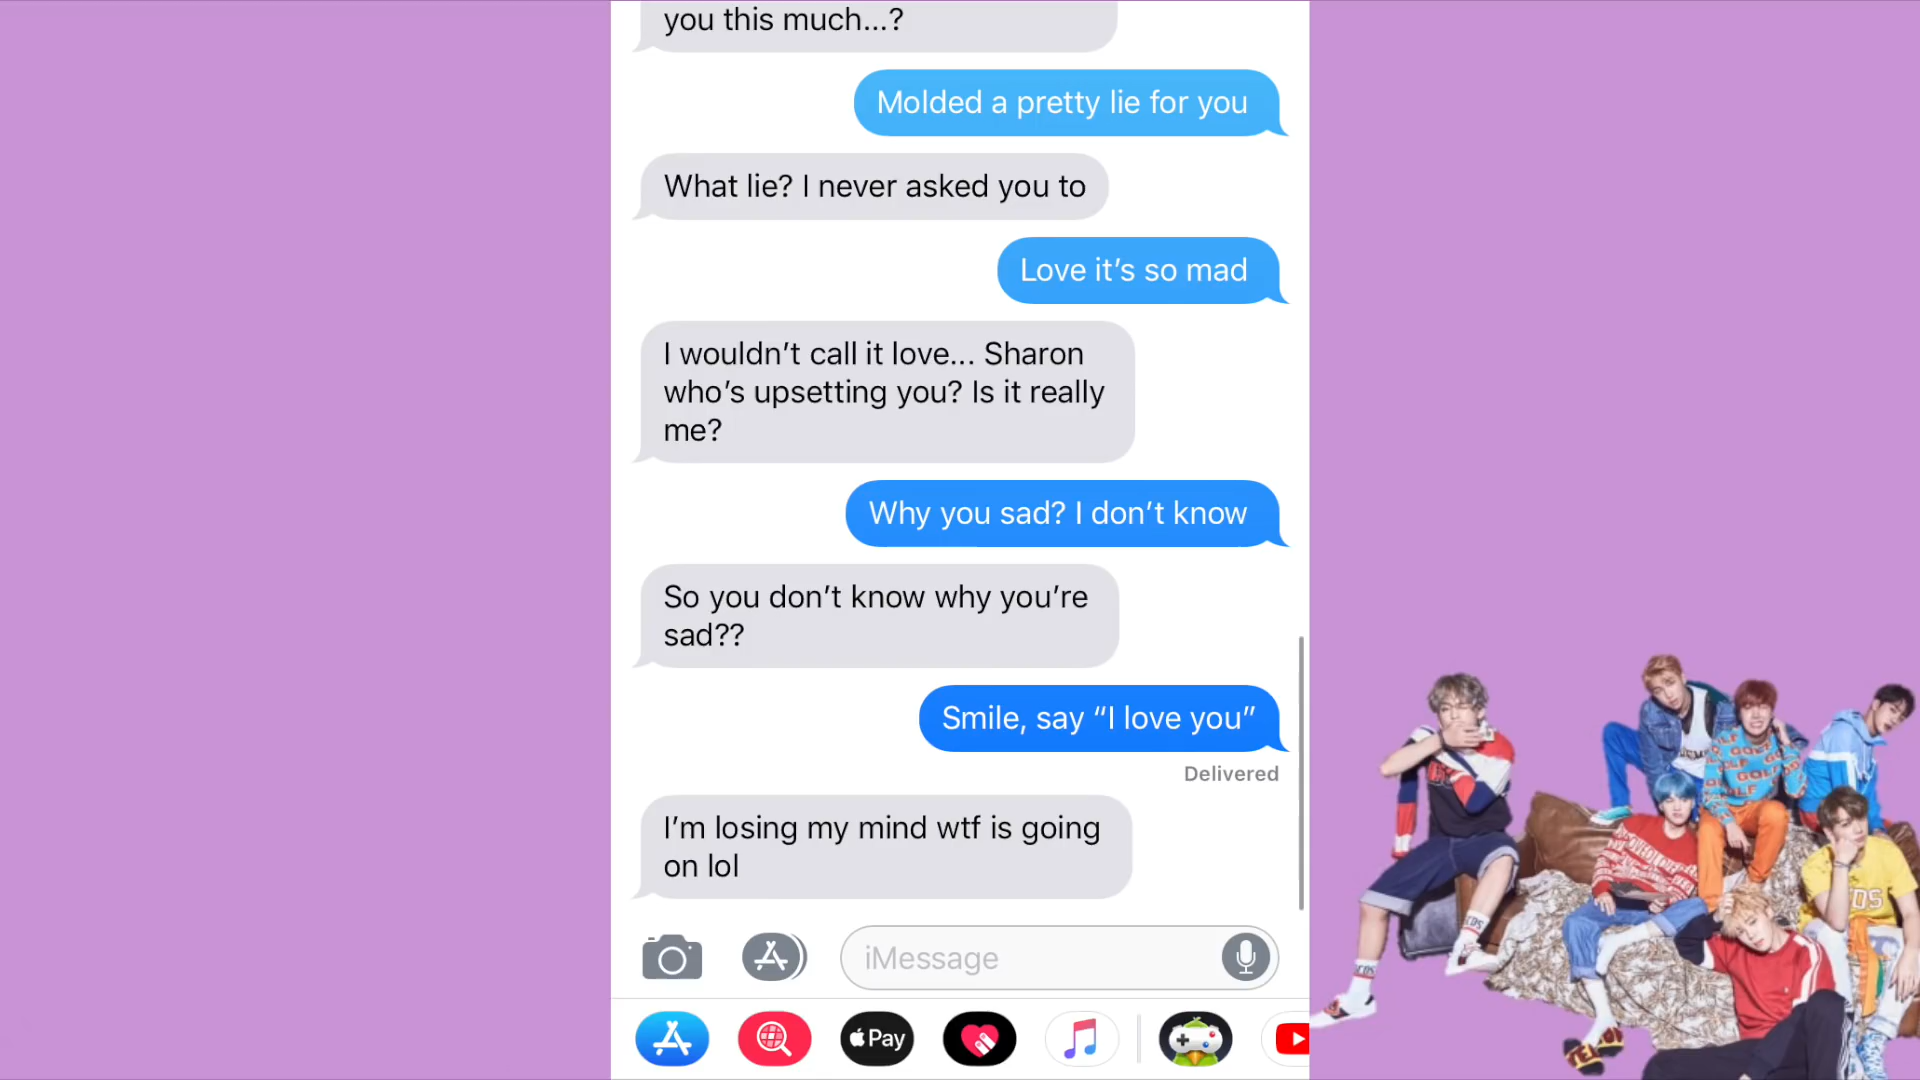 you this much...?
Molded a pretty lie for you
What lie? I never asked you to
Love it’s so mad
I wouldn’t call it love... Sharon
who’s upsetting you? Is it really
me?
Why you sad? I don’t know
So you don’t know why you’re
sad??
Smile, say “I love you”
Delivered
I’m losing my mind wtf is going
on lol
iMessage
Pay